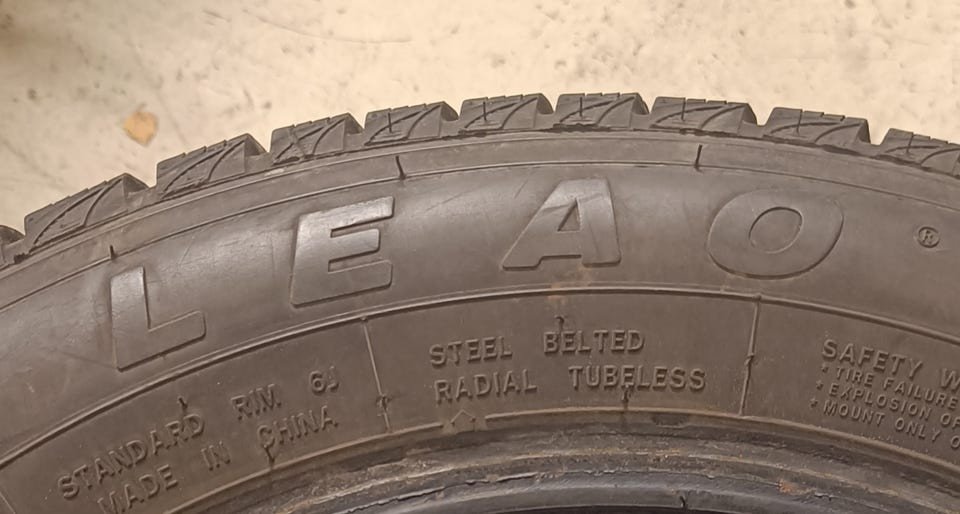 LEAO ®
STANDARD RIM 6J
MADE IN CHINA
STEEL BELTED
RADIAL TUBELESS
SAFETY
* TIRE FAILURE
* EXPLOSION OF
* MOUNT ONLY